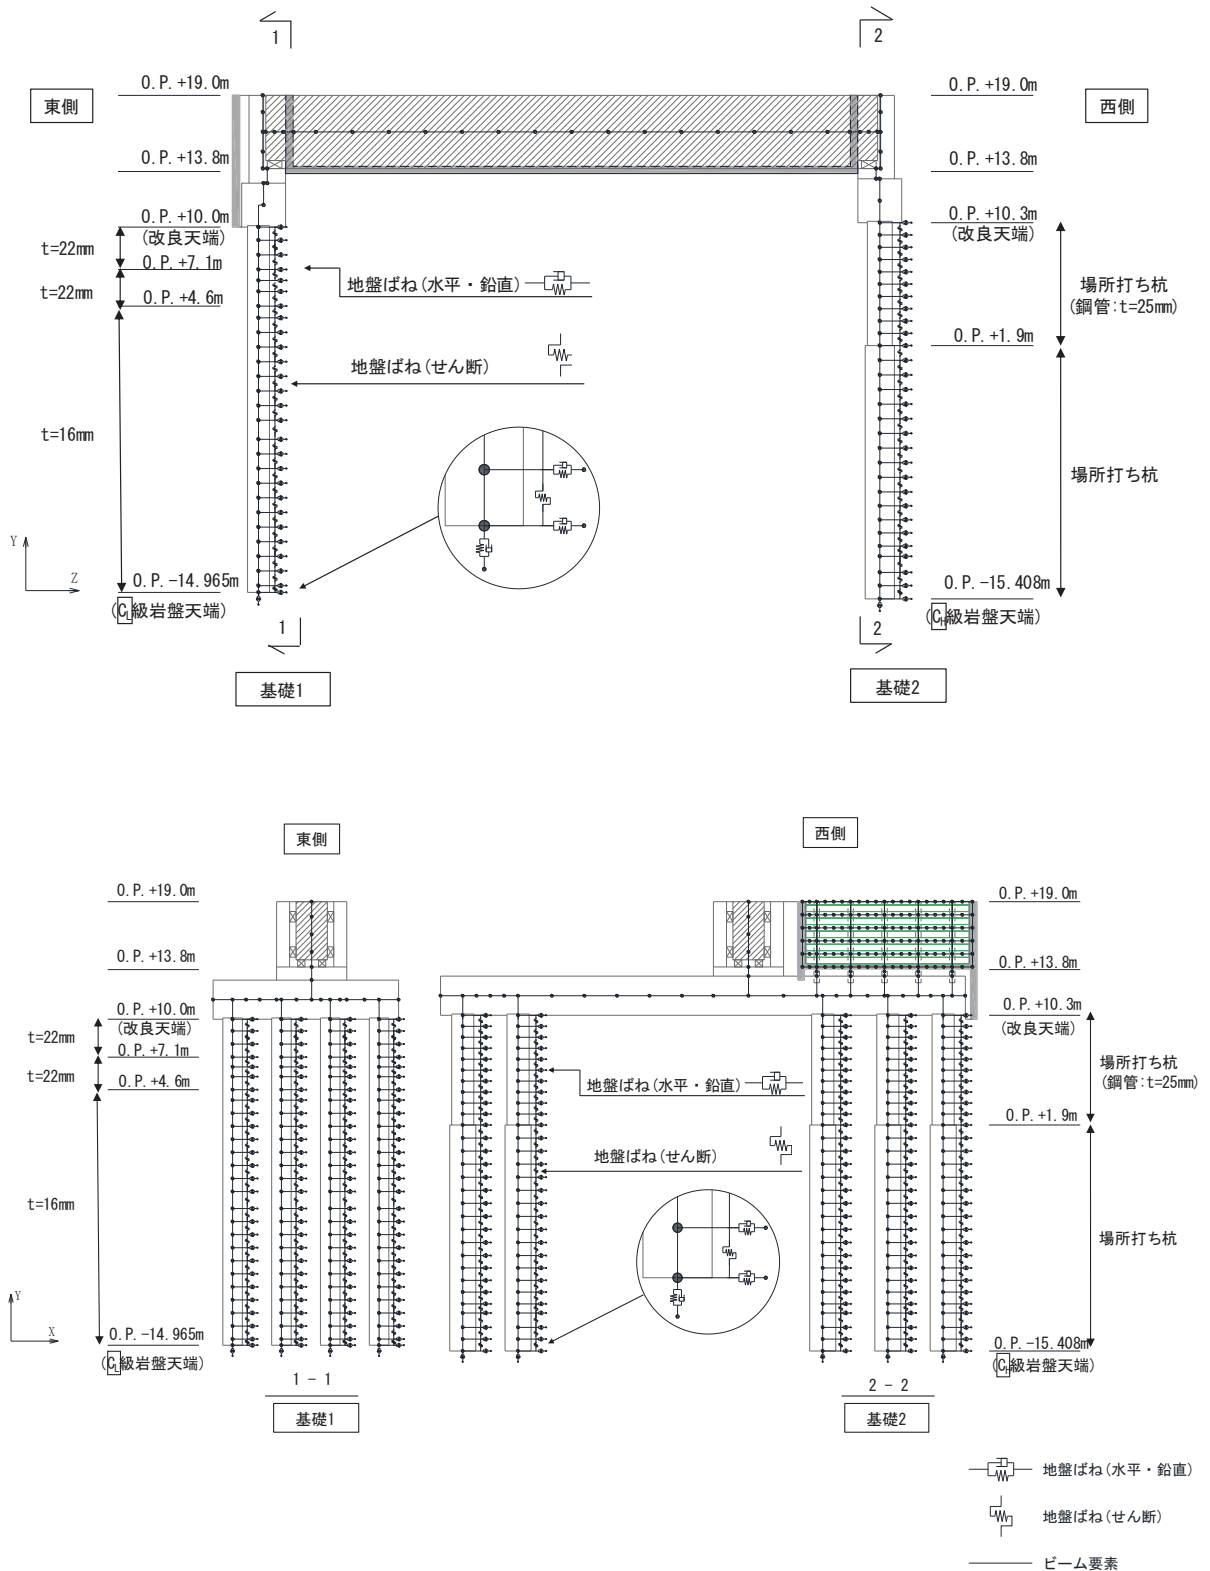 1
2
東側
O.P.+19.0m
O.P.+19.0m
西側
O.P.+13.8m
O.P.+13.8m
O.P.+10.0m
(改良天端)
O.P.+10.3m
(改良天端)
t=22mm
O.P.+7.1m
地盤ばね(水平・鉛直)
t=22mm
O.P.+4.6m
場所打ち杭
(鋼管:t=25mm)
O.P.+1.9m
地盤ばね(せん断)
t=16mm
場所打ち杭
Y
Z
O.P.-14.965m
(CL級岩盤天端)
O.P.-15.408m
(CH級岩盤天端)
1
2
基礎1
基礎2
東側
西側
O.P.+19.0m
O.P.+19.0m
O.P.+13.8m
O.P.+13.8m
O.P.+10.0m
(改良天端)
O.P.+10.3m
(改良天端)
t=22mm
O.P.+7.1m
t=22mm
O.P.+4.6m
地盤ばね(水平・鉛直)
場所打ち杭
(鋼管:t=25mm)
O.P.+1.9m
地盤ばね(せん断)
t=16mm
場所打ち杭
Y
X
O.P.-14.965m
(CL級岩盤天端)
O.P.-15.408m
(CH級岩盤天端)
1 - 1
基礎1
2 - 2
基礎2
地盤ばね(水平・鉛直)
地盤ばね(せん断)
ビーム要素